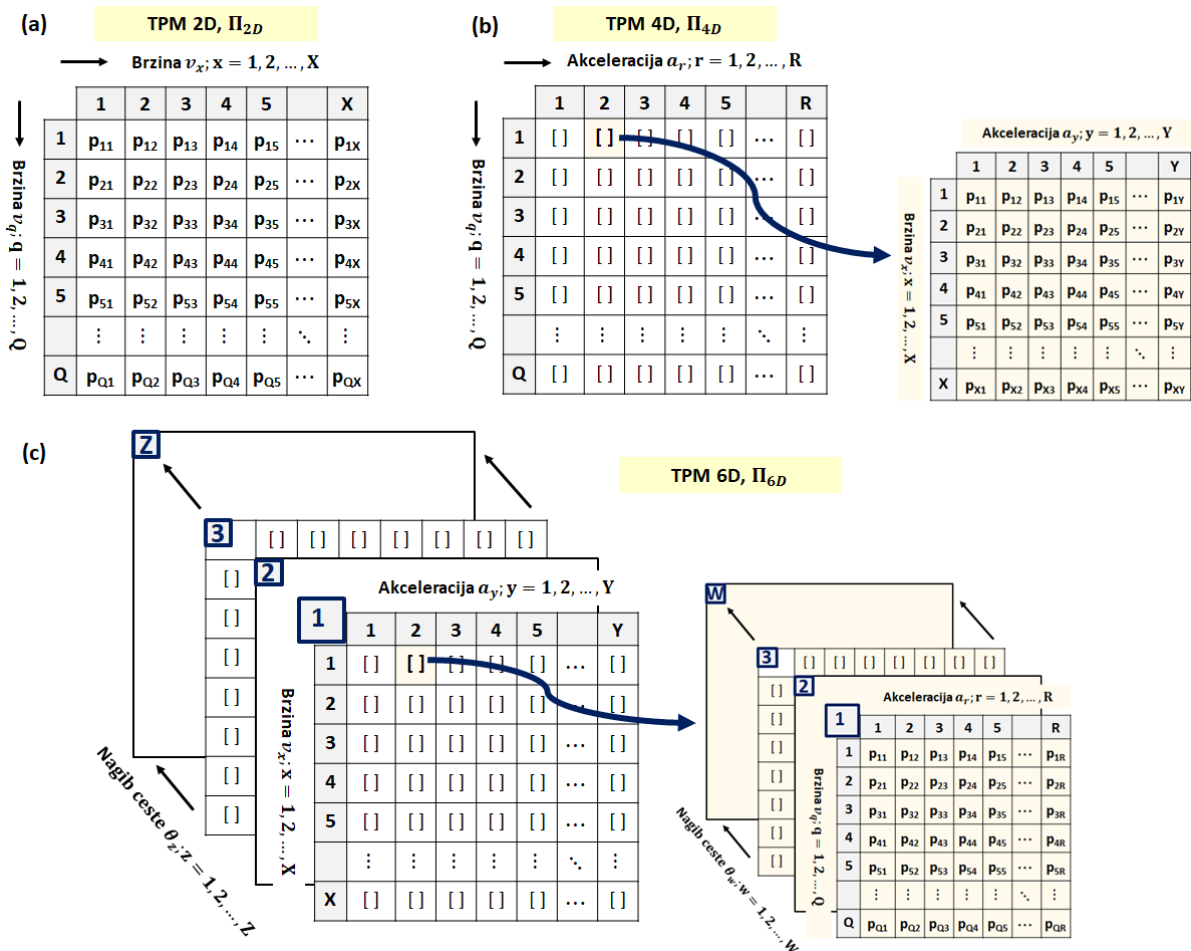 (a)
TPM 2D, Π2D
Brzina vx; x = 1, 2, ..., X
Brzina vq; q = 1, 2, ..., Q
1 2 3 4 5 X
1 p11 p12 p13 p14 p15 ⋯ p1X
2 p21 p22 p23 p24 p25 ⋯ p2X
3 p31 p32 p33 p34 p35 ⋯ p3X
4 p41 p42 p43 p44 p45 ⋯ p4X
5 p51 p52 p53 p54 p55 ⋯ p5X
⋮ ⋮ ⋮ ⋮ ⋮ ⋱ ⋮
Q pQ1 pQ2 pQ3 pQ4 pQ5 ⋯ pQX
(b)
TPM 4D, Π4D
Akceleracija ar; r = 1, 2, ..., R
Brzina vq; q = 1, 2, ..., Q
1 2 3 4 5 R
1 [ ] [ ] [ ] [ ] [ ] ... [ ]
2 [ ] [ ] [ ] [ ] [ ] ... [ ]
3 [ ] [ ] [ ] [ ] [ ] ... [ ]
4 [ ] [ ] [ ] [ ] [ ] [ ]
5 [ ] [ ] [ ] [ ] [ ] ... [ ]
⋮ ⋮ ⋮ ⋮ ⋮ ⋱ ⋮
Q [ ] [ ] [ ] [ ] [ ] ... [ ]
Akceleracija ay; y = 1, 2, ..., Y
Brzina vx; x = 1, 2, ..., X
1 2 3 4 5 Y
1 p11 p12 p13 p14 p15 ⋯ p1Y
2 p21 p22 p23 p24 p25 ⋯ p2Y
3 p31 p32 p33 p34 p35 ⋯ p3Y
4 p41 p42 p43 p44 p45 ⋯ p4Y
5 p51 p52 p53 p54 p55 ⋯ p5Y
⋮ ⋮ ⋮ ⋮ ⋮ ⋱ ⋮
X pX1 pX2 pX3 pX4 pX5 ⋯ pXY
(c)
TPM 6D, Π6D
Z
3 [ ] [ ] [ ] [ ] [ ] [ ] [ ]
[ ]
[ ]
[ ]
[ ]
[ ]
[ ]
[ ]
2
Akceleracija ay; y = 1, 2, ..., Y
Brzina vx; x = 1, 2, ..., X
Nagib ceste θz; z = 1, 2, ..., Z
1
1 2 3 4 5 Y
1 [ ] [ ] [ ] [ ] [ ] ... [ ]
2 [ ] [ ] [ ] [ ] [ ] ... [ ]
3 [ ] [ ] [ ] [ ] [ ] ... [ ]
4 [ ] [ ] [ ] [ ] [ ] ... [ ]
5 [ ] [ ] [ ] [ ] [ ] ... [ ]
⋮ ⋮ ⋮ ⋮ ⋮ ⋱ ⋮
X [ ] [ ] [ ] [ ] [ ] ... [ ]
W
3 [ ] [ ] [ ] [ ] [ ] [ ] [ ]
[ ]
[ ]
[ ]
[ ]
[ ]
[ ]
[ ]
2
Akceleracija ar; r = 1, 2, ..., R
Brzina vq; q = 1, 2, ..., Q
Nagib ceste θw; w = 1, 2, ..., W
1
1 2 3 4 5 R
1 p11 p12 p13 p14 p15 ⋯ p1R
2 p21 p22 p23 p24 p25 ⋯ p2R
3 p31 p32 p33 p34 p35 ⋯ p3R
4 p41 p42 p43 p44 p45 ⋯ p4R
5 p51 p52 p53 p54 p55 ⋯ p5R
⋮ ⋮ ⋮ ⋮ ⋮ ⋱ ⋮
Q pQ1 pQ2 pQ3 pQ4 pQ5 ⋯ pQR